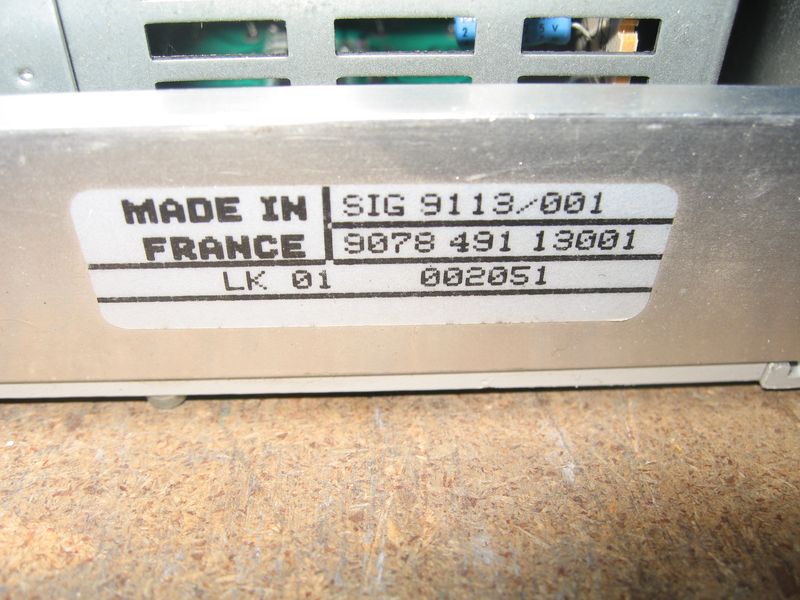 MADE IN
FRANCE
SIG 9113/001
9078 491 13001
LK 01 002051